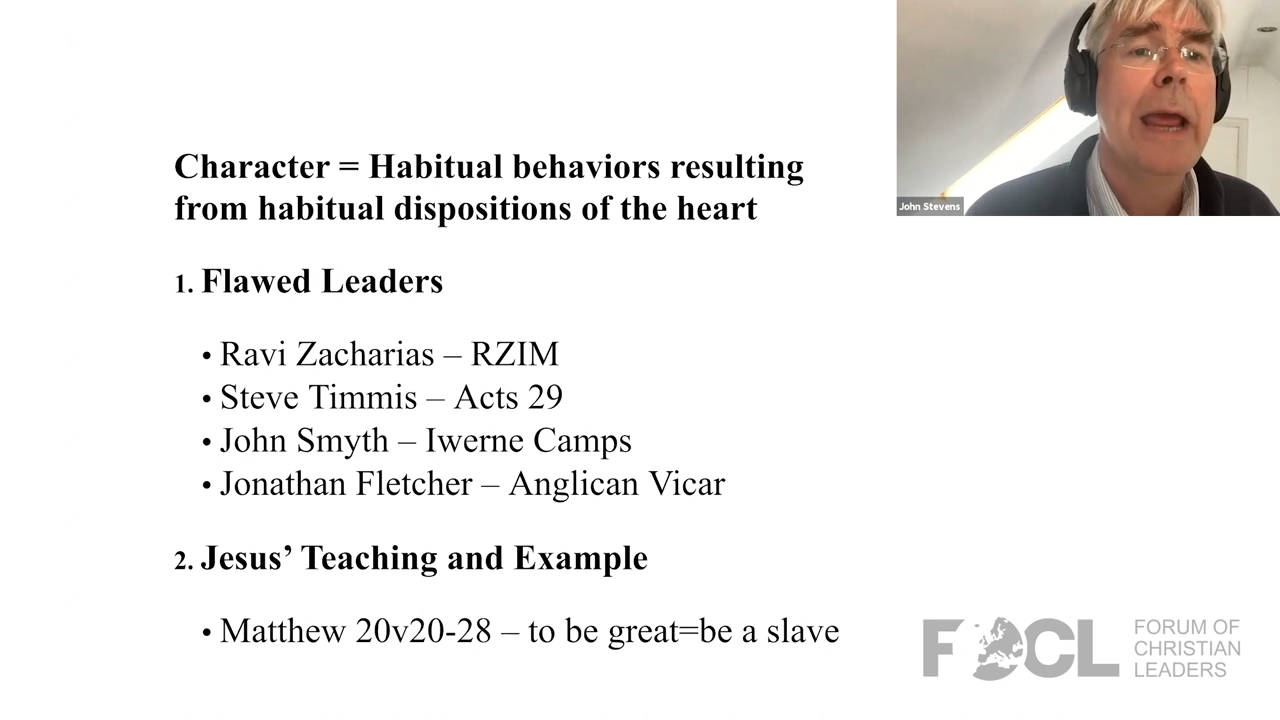 Character = Habitual behaviors resulting
from habitual dispositions of the heart
1. Flawed Leaders
• Ravi Zacharias – RZIM
• Steve Timmis – Acts 29
• John Smyth – Iwerne Camps
• Jonathan Fletcher – Anglican Vicar
2. Jesus’ Teaching and Example
• Matthew 20v20-28 – to be great=be a slave
John Stevens
FOCL
FORUM OF
CHRISTIAN
LEADERS